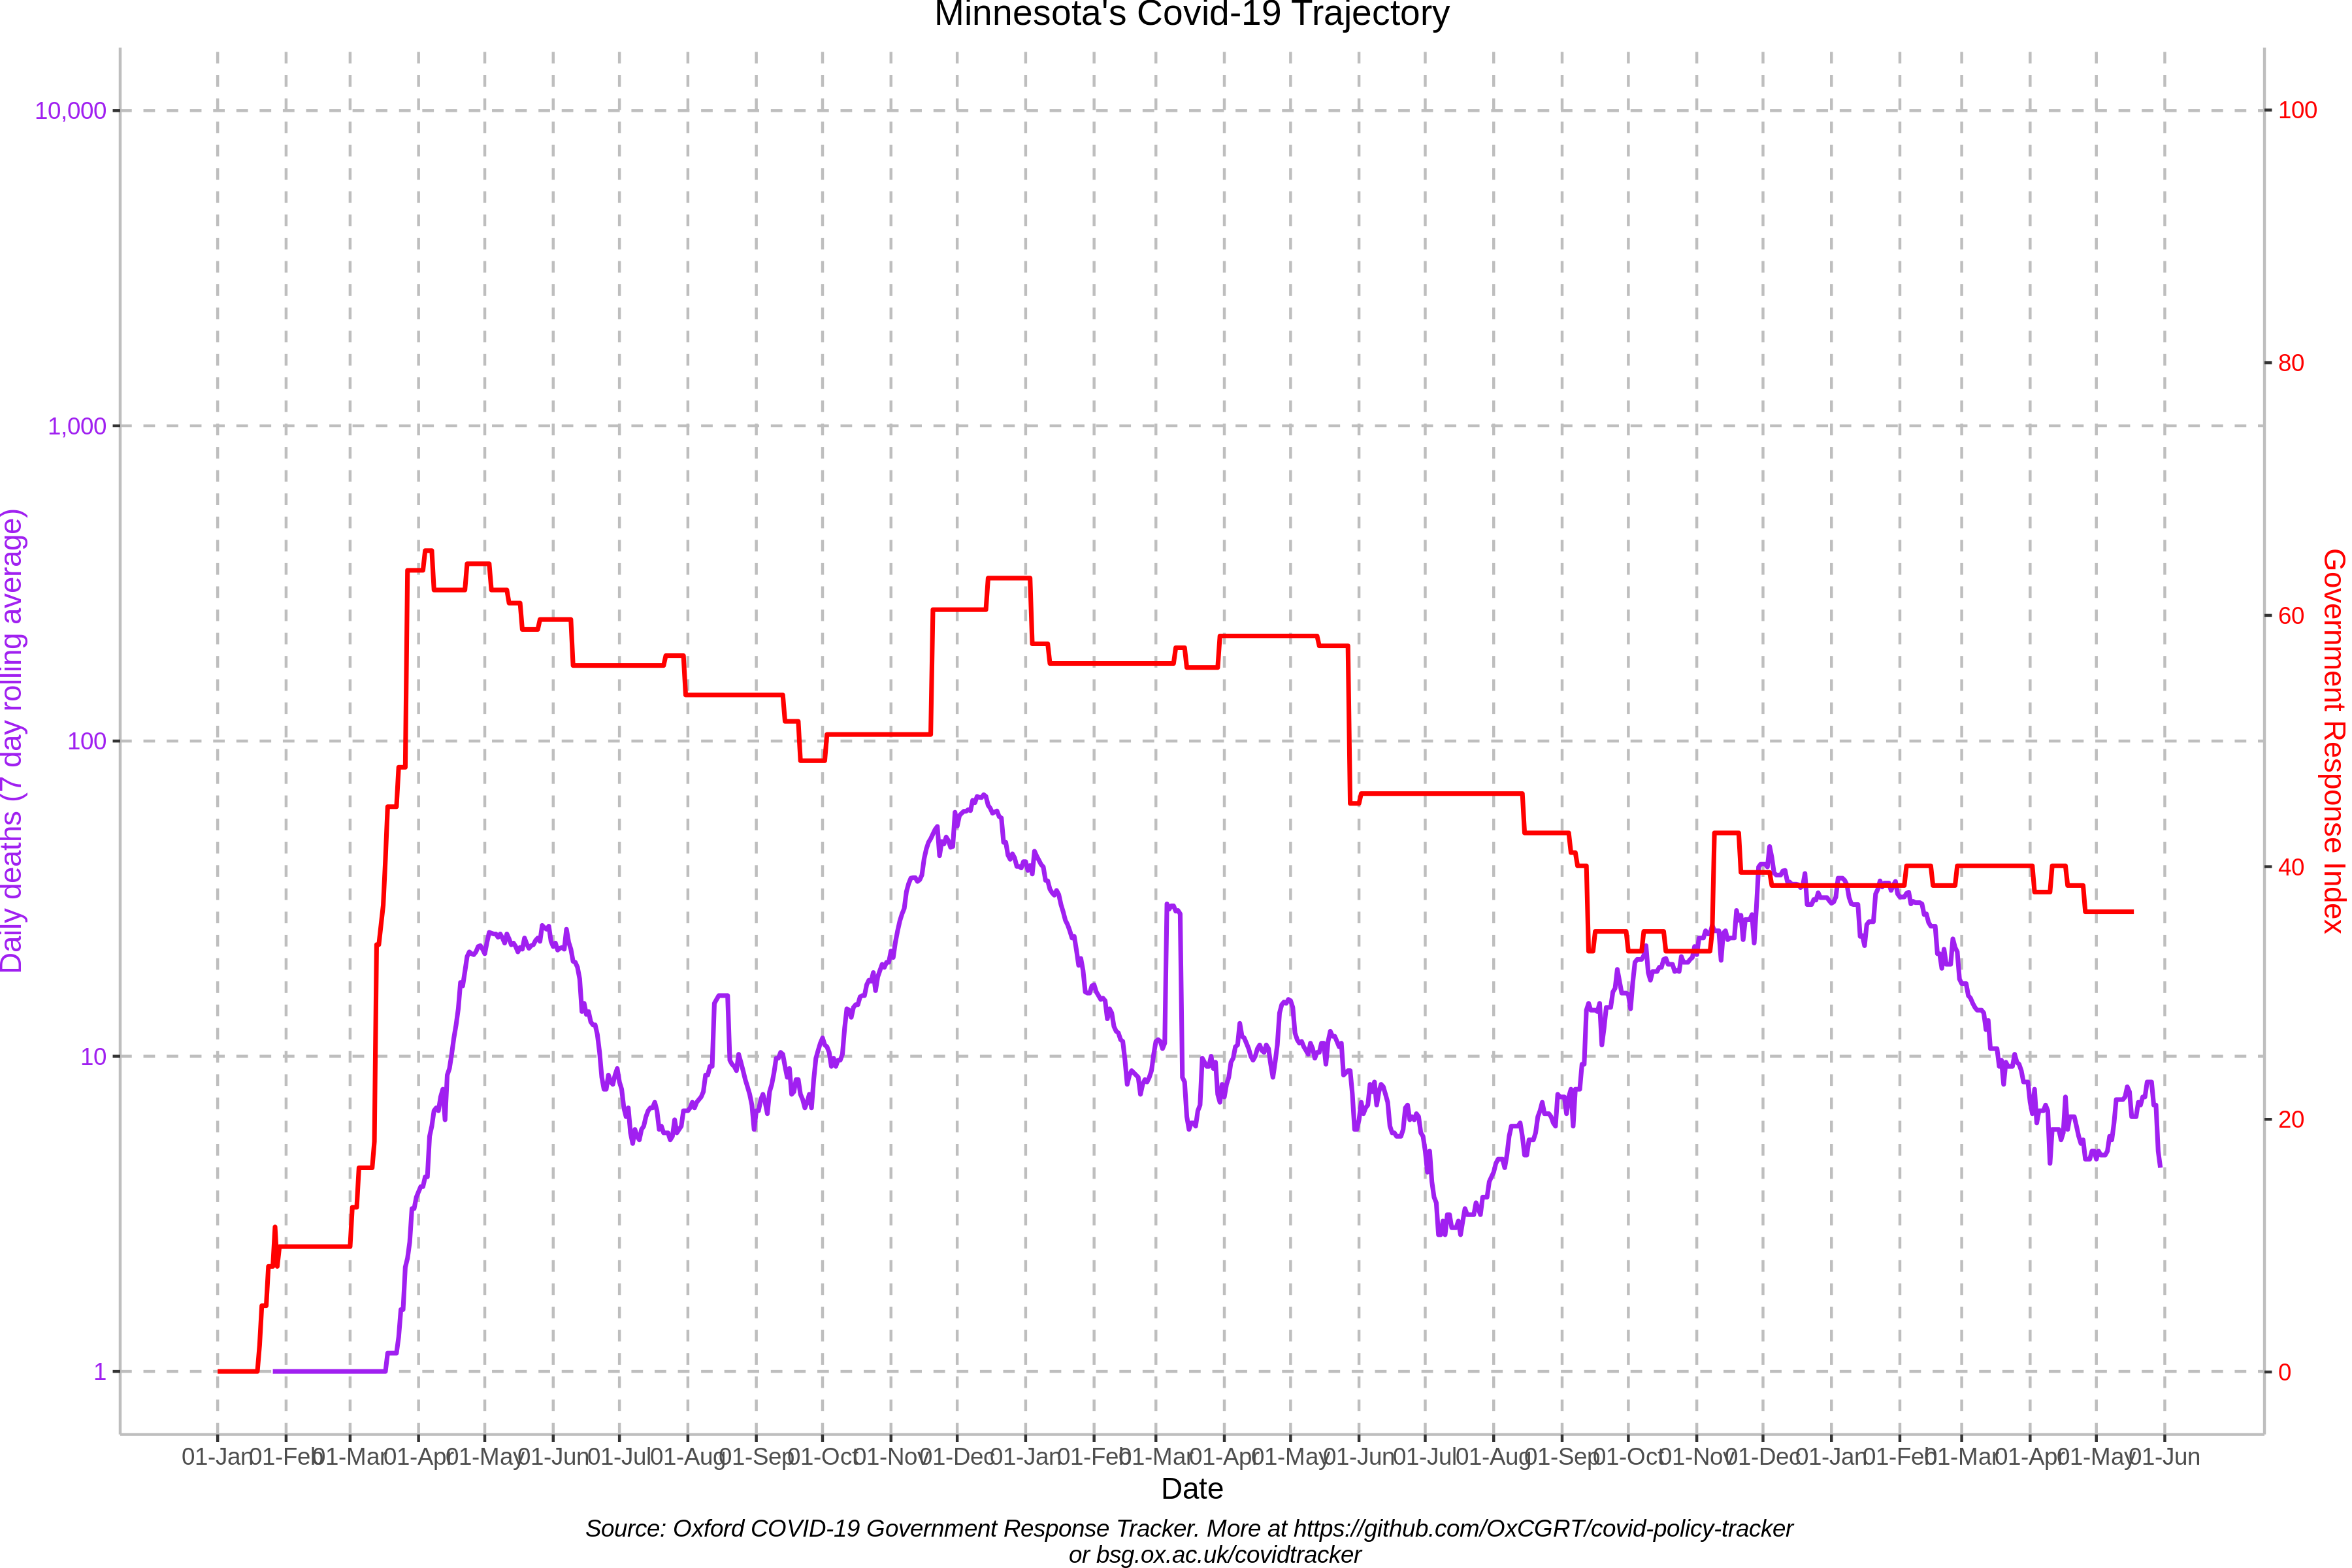 Minnesota's Covid-19 Trajectory
10,000
1,000
100
10
1
Daily deaths (7 day rolling average)
100
80
60
40
20
0
Government Response Index
01-Jan 01-Feb 01-Mar 01-Apr 01-May 01-Jun 01-Jul 01-Aug 01-Sep 01-Oct 01-Nov 01-Dec 01-Jan 01-Feb 01-Mar 01-Apr 01-May 01-Jun 01-Jul 01-Aug 01-Sep 01-Oct 01-Nov 01-Dec 01-Jan 01-Feb 01-Mar 01-Apr 01-May 01-Jun
Date
Source: Oxford COVID-19 Government Response Tracker. More at https://github.com/OxCGRT/covid-policy-tracker
or bsg.ox.ac.uk/covidtracker